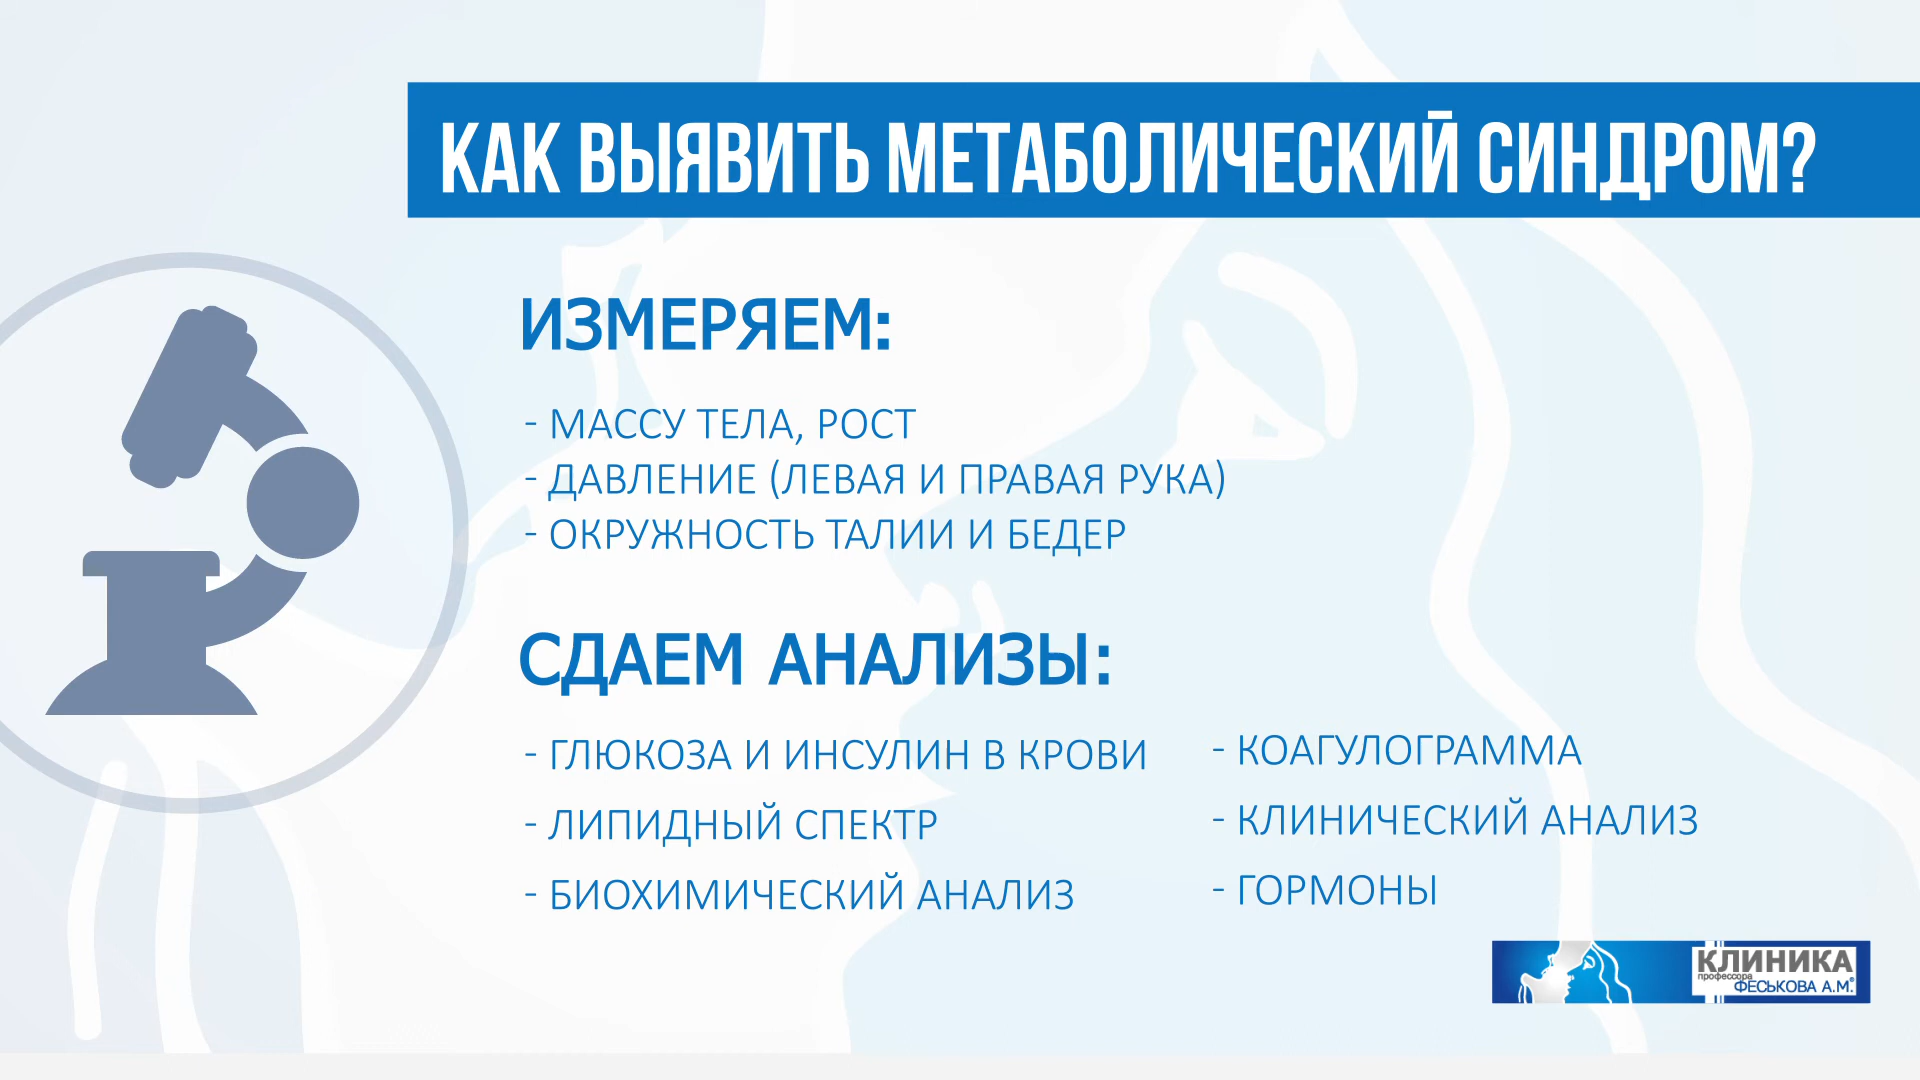 КАК ВЫЯВИТЬ МЕТАБОЛИЧЕСКИЙ СИНДРОМ?
ИЗМЕРЯЕМ:
- МАССУ ТЕЛА, РОСТ
- ДАВЛЕНИЕ (ЛЕВАЯ И ПРАВАЯ РУКА)
- ОКРУЖНОСТЬ ТАЛИИ И БЕДЕР
СДАЕМ АНАЛИЗЫ:
- ГЛЮКОЗА И ИНСУЛИН В КРОВИ
- ЛИПИДНЫЙ СПЕКТР
- БИОХИМИЧЕСКИЙ АНАЛИЗ
- КОАГУЛОГРАММА
- КЛИНИЧЕСКИЙ АНАЛИЗ
- ГОРМОНЫ
КЛИНИКА
профессора
ФЕСЬКОВА А.М.®